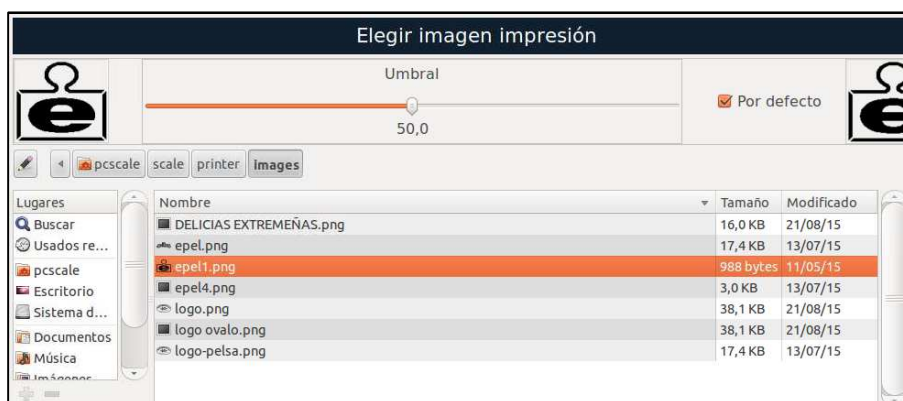 Elegir imagen impresión
Umbral
50,0
Por defecto
e
e
pcscale scale printer images
Lugares
Buscar
Usados re...
pcscale
Escritorio
Sistema d...
Documentos
Música
Nombre Tamaño Modificado
DELICIAS EXTREMEÑAS.png 16,0 KB 21/08/15
epel.png 17,4 KB 13/07/15
epel1.png 988 bytes 11/05/15
epel4.png 3,0 KB 13/07/15
logo.png 38,1 KB 21/08/15
logo ovalo.png 38,1 KB 21/08/15
logo-pelsa.png 17,4 KB 13/07/15